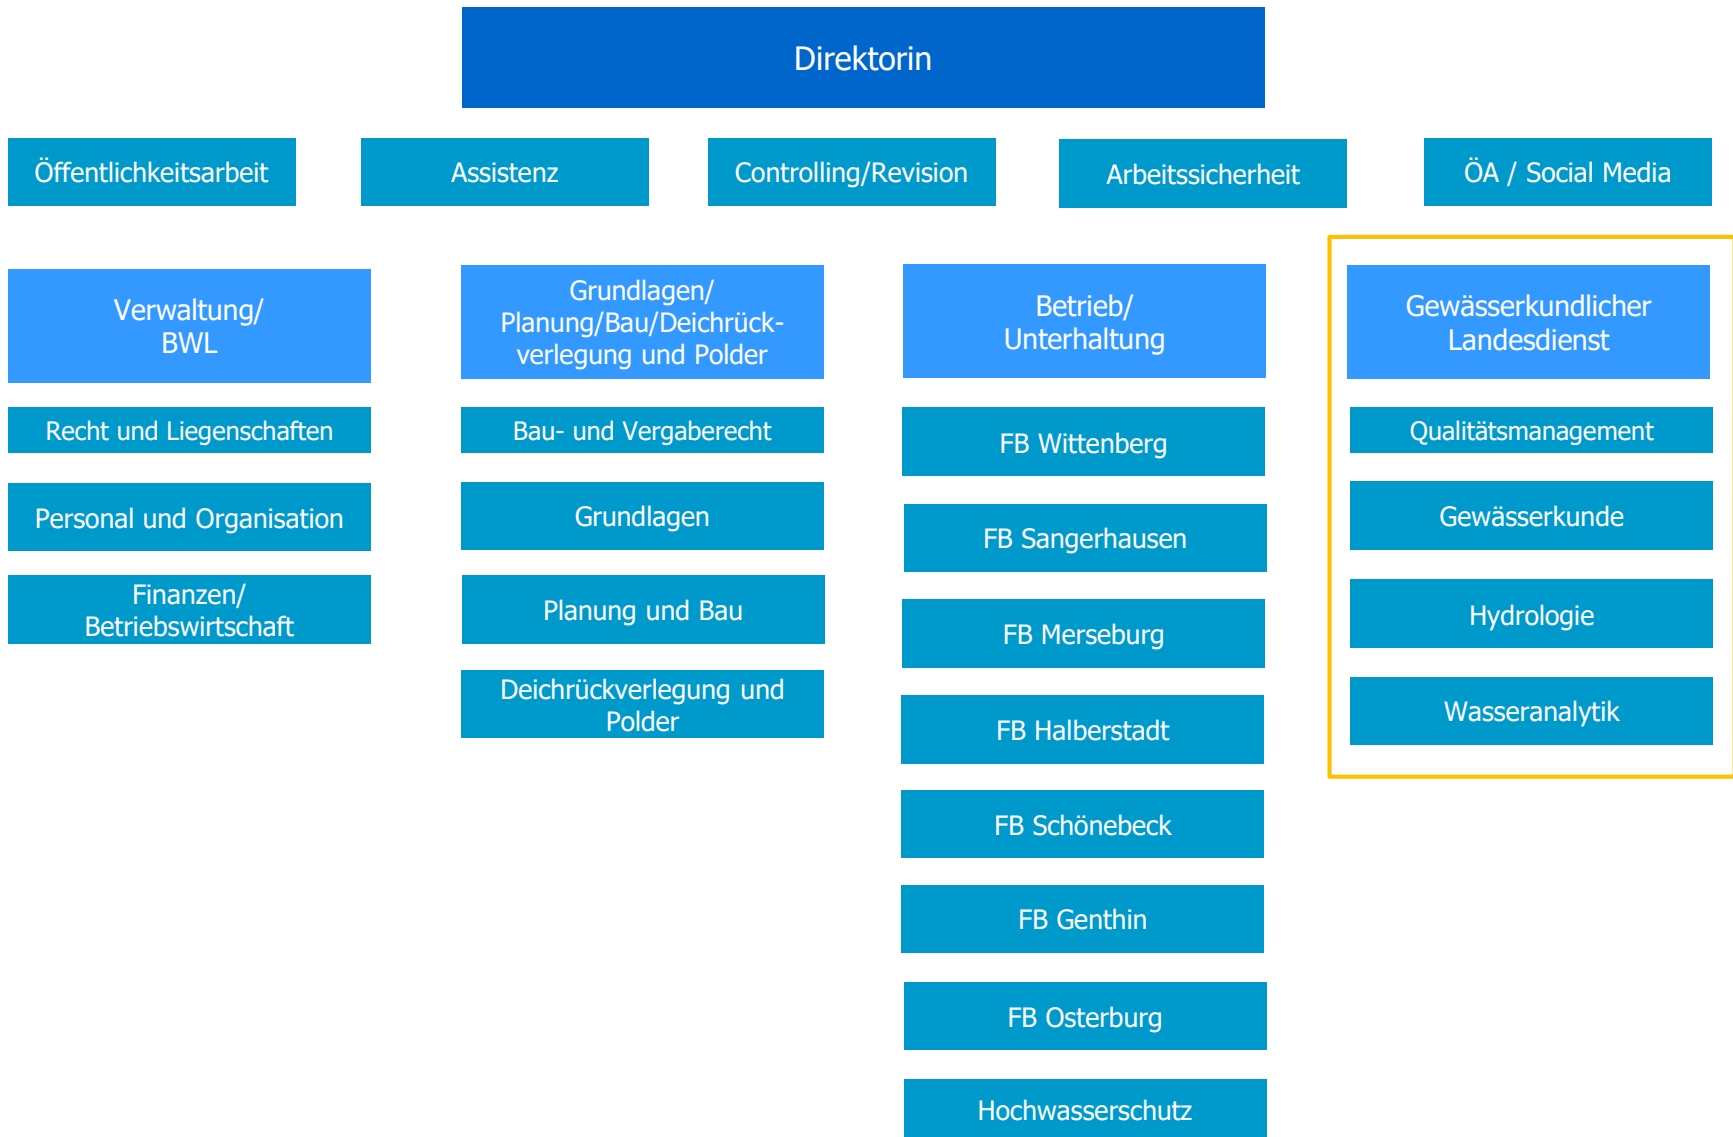 Direktorin
Öffentlichkeitsarbeit
Assistenz
Controlling/Revision
Arbeitssicherheit
ÖA / Social Media
Verwaltung/
BWL
Recht und Liegenschaften
Personal und Organisation
Finanzen/
Betriebswirtschaft
Grundlagen/
Planung/Bau/Deichrück-
verlegung und Polder
Bau- und Vergaberecht
Grundlagen
Planung und Bau
Deichrückverlegung und
Polder
Betrieb/
Unterhaltung
FB Wittenberg
FB Sangerhausen
FB Merseburg
FB Halberstadt
FB Schönebeck
FB Genthin
FB Osterburg
Hochwasserschutz
Gewässerkundlicher
Landesdienst
Qualitätsmanagement
Gewässerkunde
Hydrologie
Wasseranalytik